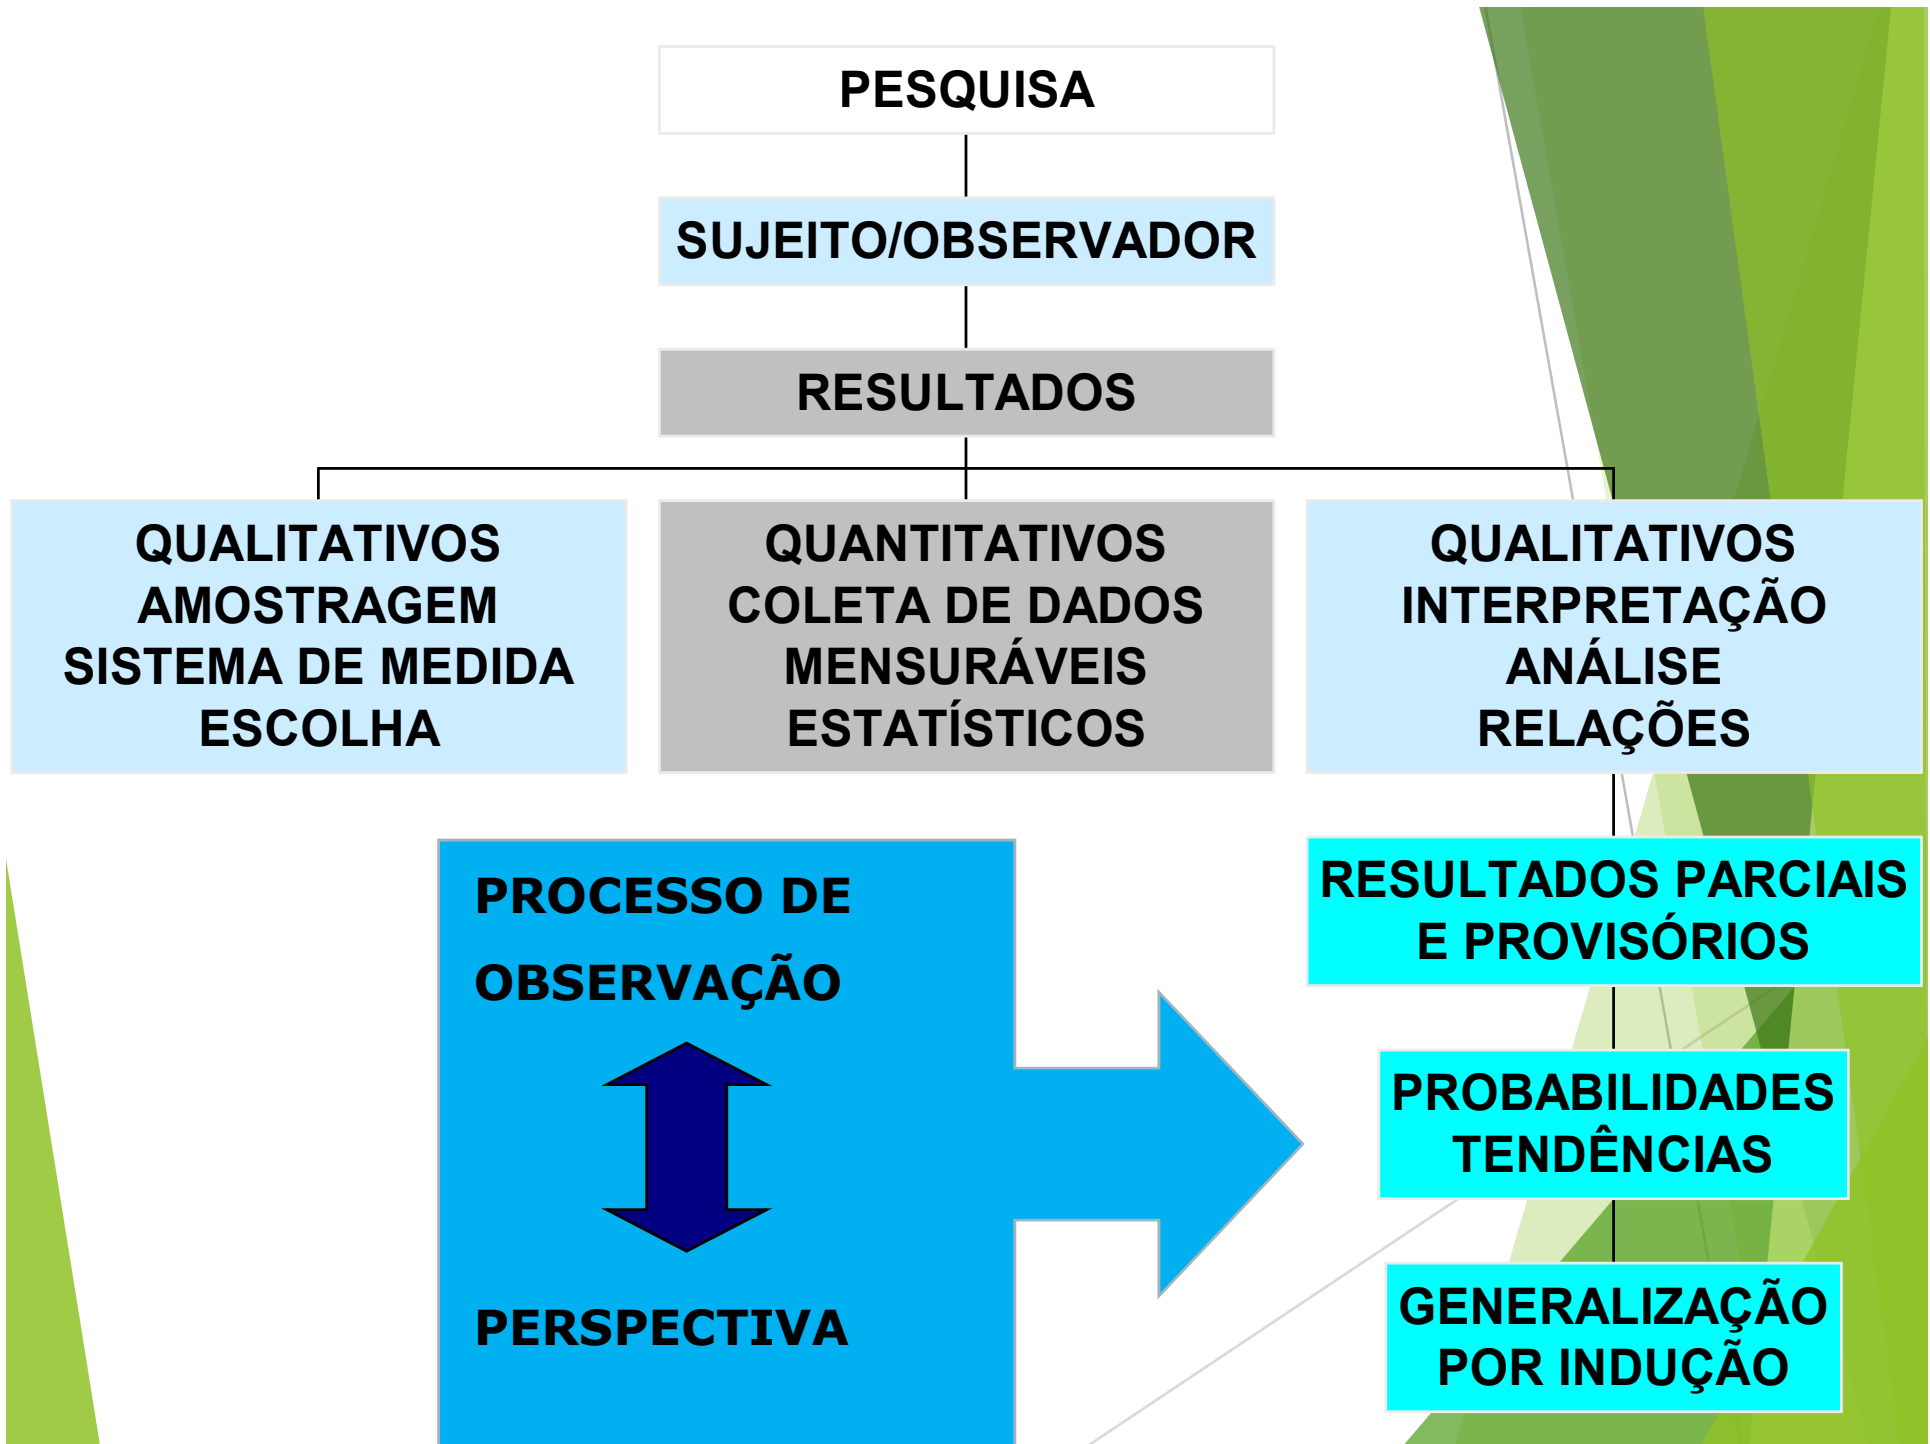 PESQUISA
SUJEITO/OBSERVADOR
RESULTADOS
QUALITATIVOS
AMOSTRAGEM
SISTEMA DE MEDIDA
ESCOLHA
QUANTITATIVOS
COLETA DE DADOS
MENSURÁVEIS
ESTATÍSTICOS
QUALITATIVOS
INTERPRETAÇÃO
ANÁLISE
RELAÇÕES
PROCESSO DE
OBSERVAÇÃO
PERSPECTIVA
RESULTADOS PARCIAIS
E PROVISÓRIOS
PROBABILIDADES
TENDÊNCIAS
GENERALIZAÇÃO
POR INDUÇÃO